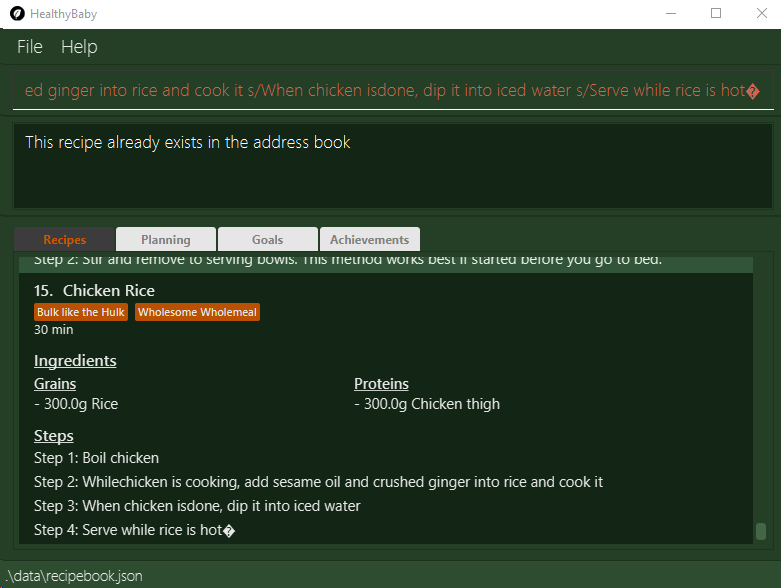 HealthyBaby
File Help
ed ginger into rice and cook it s/When chicken isdone, dip it into iced water s/Serve while rice is hot�
This recipe already exists in the address book
Recipes Planning Goals Achievements
Step 2: Stir and remove to serving bowls. This method works best if started before you go to bed.
15. Chicken Rice
Bulk like the Hulk Wholesome Wholemeal
30 min
Ingredients
Grains Proteins
- 300.0g Rice - 300.0g Chicken thigh
Steps
Step 1: Boil chicken
Step 2: Whilechicken is cooking, add sesame oil and crushed ginger into rice and cook it
Step 3: When chicken isdone, dip it into iced water
Step 4: Serve while rice is hot�
.\data\recipebook.json